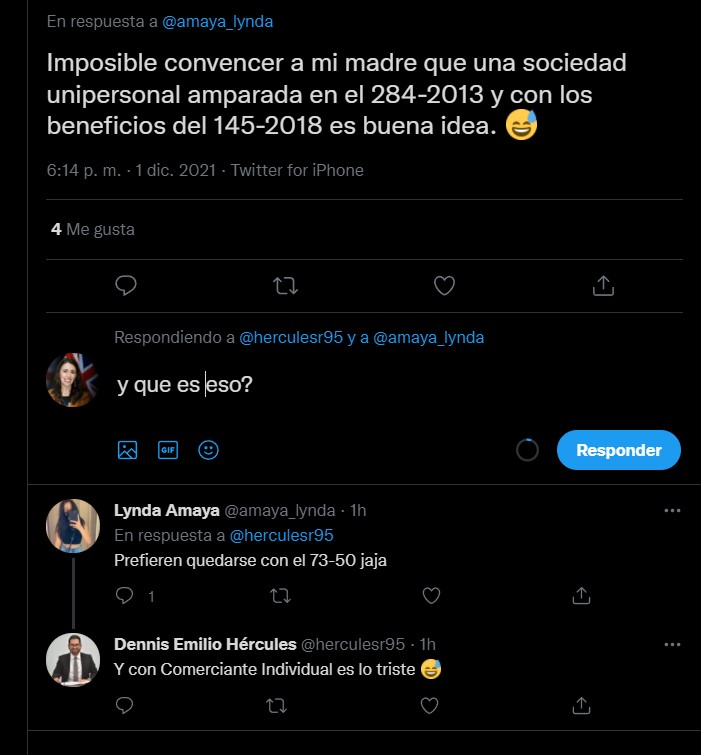 En respuesta a @amaya_lynda
Imposible convencer a mi madre que una sociedad
unipersonal amparada en el 284-2013 y con los
beneficios del 145-2018 es buena idea. 😅
6:14 p. m. · 1 dic. 2021 · Twitter for iPhone
4 Me gusta
Respondiendo a @herculesr95 y a @amaya_lynda
y que es eso?
GIF
Responder
Lynda Amaya @amaya_lynda · 1h
En respuesta a @herculesr95
Prefieren quedarse con el 73-50 jaja
1
Dennis Emilio Hércules @herculesr95 · 1h
Y con Comerciante Individual es lo triste 😅